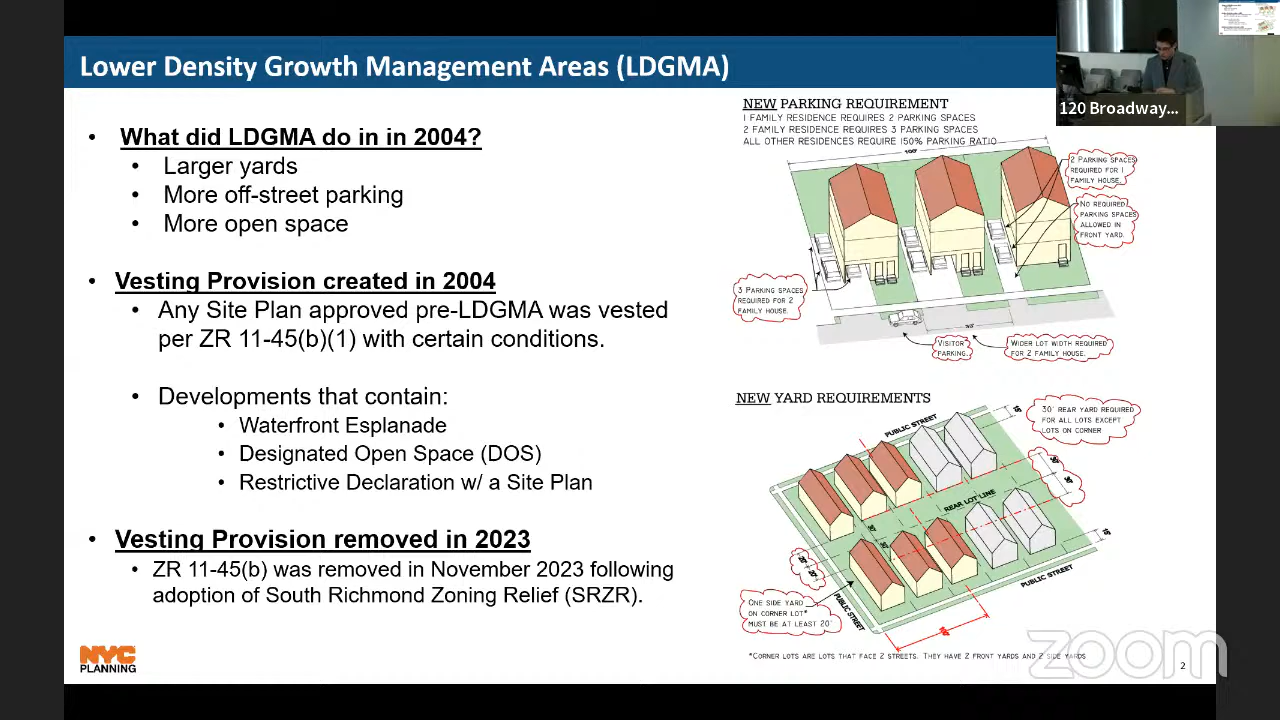 Lower Density Growth Management Areas (LDGMA)
120 Broadway...
• What did LDGMA do in in 2004?
• Larger yards
• More off-street parking
• More open space
• Vesting Provision created in 2004
• Any Site Plan approved pre-LDGMA was vested
per ZR 11-45(b)(1) with certain conditions.
• Developments that contain:
• Waterfront Esplanade
• Designated Open Space (DOS)
• Restrictive Declaration w/ a Site Plan
• Vesting Provision removed in 2023
• ZR 11-45(b) was removed in November 2023 following
adoption of South Richmond Zoning Relief (SRZR).
NYC
PLANNING
NEW PARKING REQUIREMENT
1 FAMILY RESIDENCE REQUIRES 2 PARKING SPACES
2 FAMILY RESIDENCE REQUIRES 3 PARKING SPACES
ALL OTHER RESIDENCES REQUIRE 150% PARKING RATIO
100'
2 PARKING SPACES
REQUIRED FOR 1
FAMILY HOUSE.
NO REQUIRED
PARKING SPACES
ALLOWED IN
FRONT YARD.
3 PARKING SPACES
REQUIRED FOR 2
FAMILY HOUSE.
VISITOR
PARKING.
WIDER LOT WIDTH REQUIRED
FOR 2 FAMILY HOUSE.
NEW YARD REQUIREMENTS
PUBLIC STREET
30' REAR YARD REQUIRED
FOR ALL LOTS EXCEPT
LOTS ON CORNER
REAR LOT LINE
PUBLIC STREET
PUBLIC STREET
ONE SIDE YARD
ON CORNER LOT*
MUST BE AT LEAST 20'
*CORNER LOTS ARE LOTS THAT FACE 2 STREETS. THEY HAVE 2 FRONT YARDS AND 2 SIDE YARDS
zoom
2